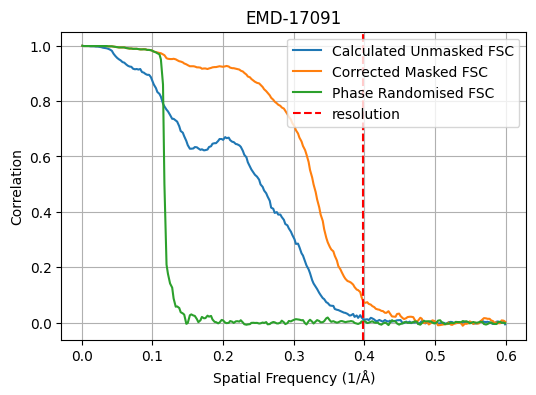 EMD-17091
Calculated Unmasked FSC
Corrected Masked FSC
Phase Randomised FSC
resolution
Correlation
1.0
0.8
0.6
0.4
0.2
0.0
0.0 0.1 0.2 0.3 0.4 0.5 0.6
Spatial Frequency (1/Å)